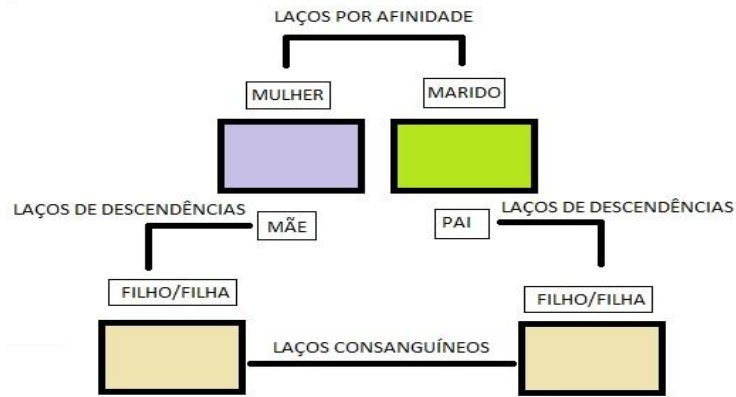 LAÇOS POR AFINIDADE
MULHER
MARIDO
LAÇOS DE DESCENDÊNCIAS
MÃE
PAI
LAÇOS DE DESCENDÊNCIAS
FILHO/FILHA
FILHO/FILHA
LAÇOS CONSANGUÍNEOS